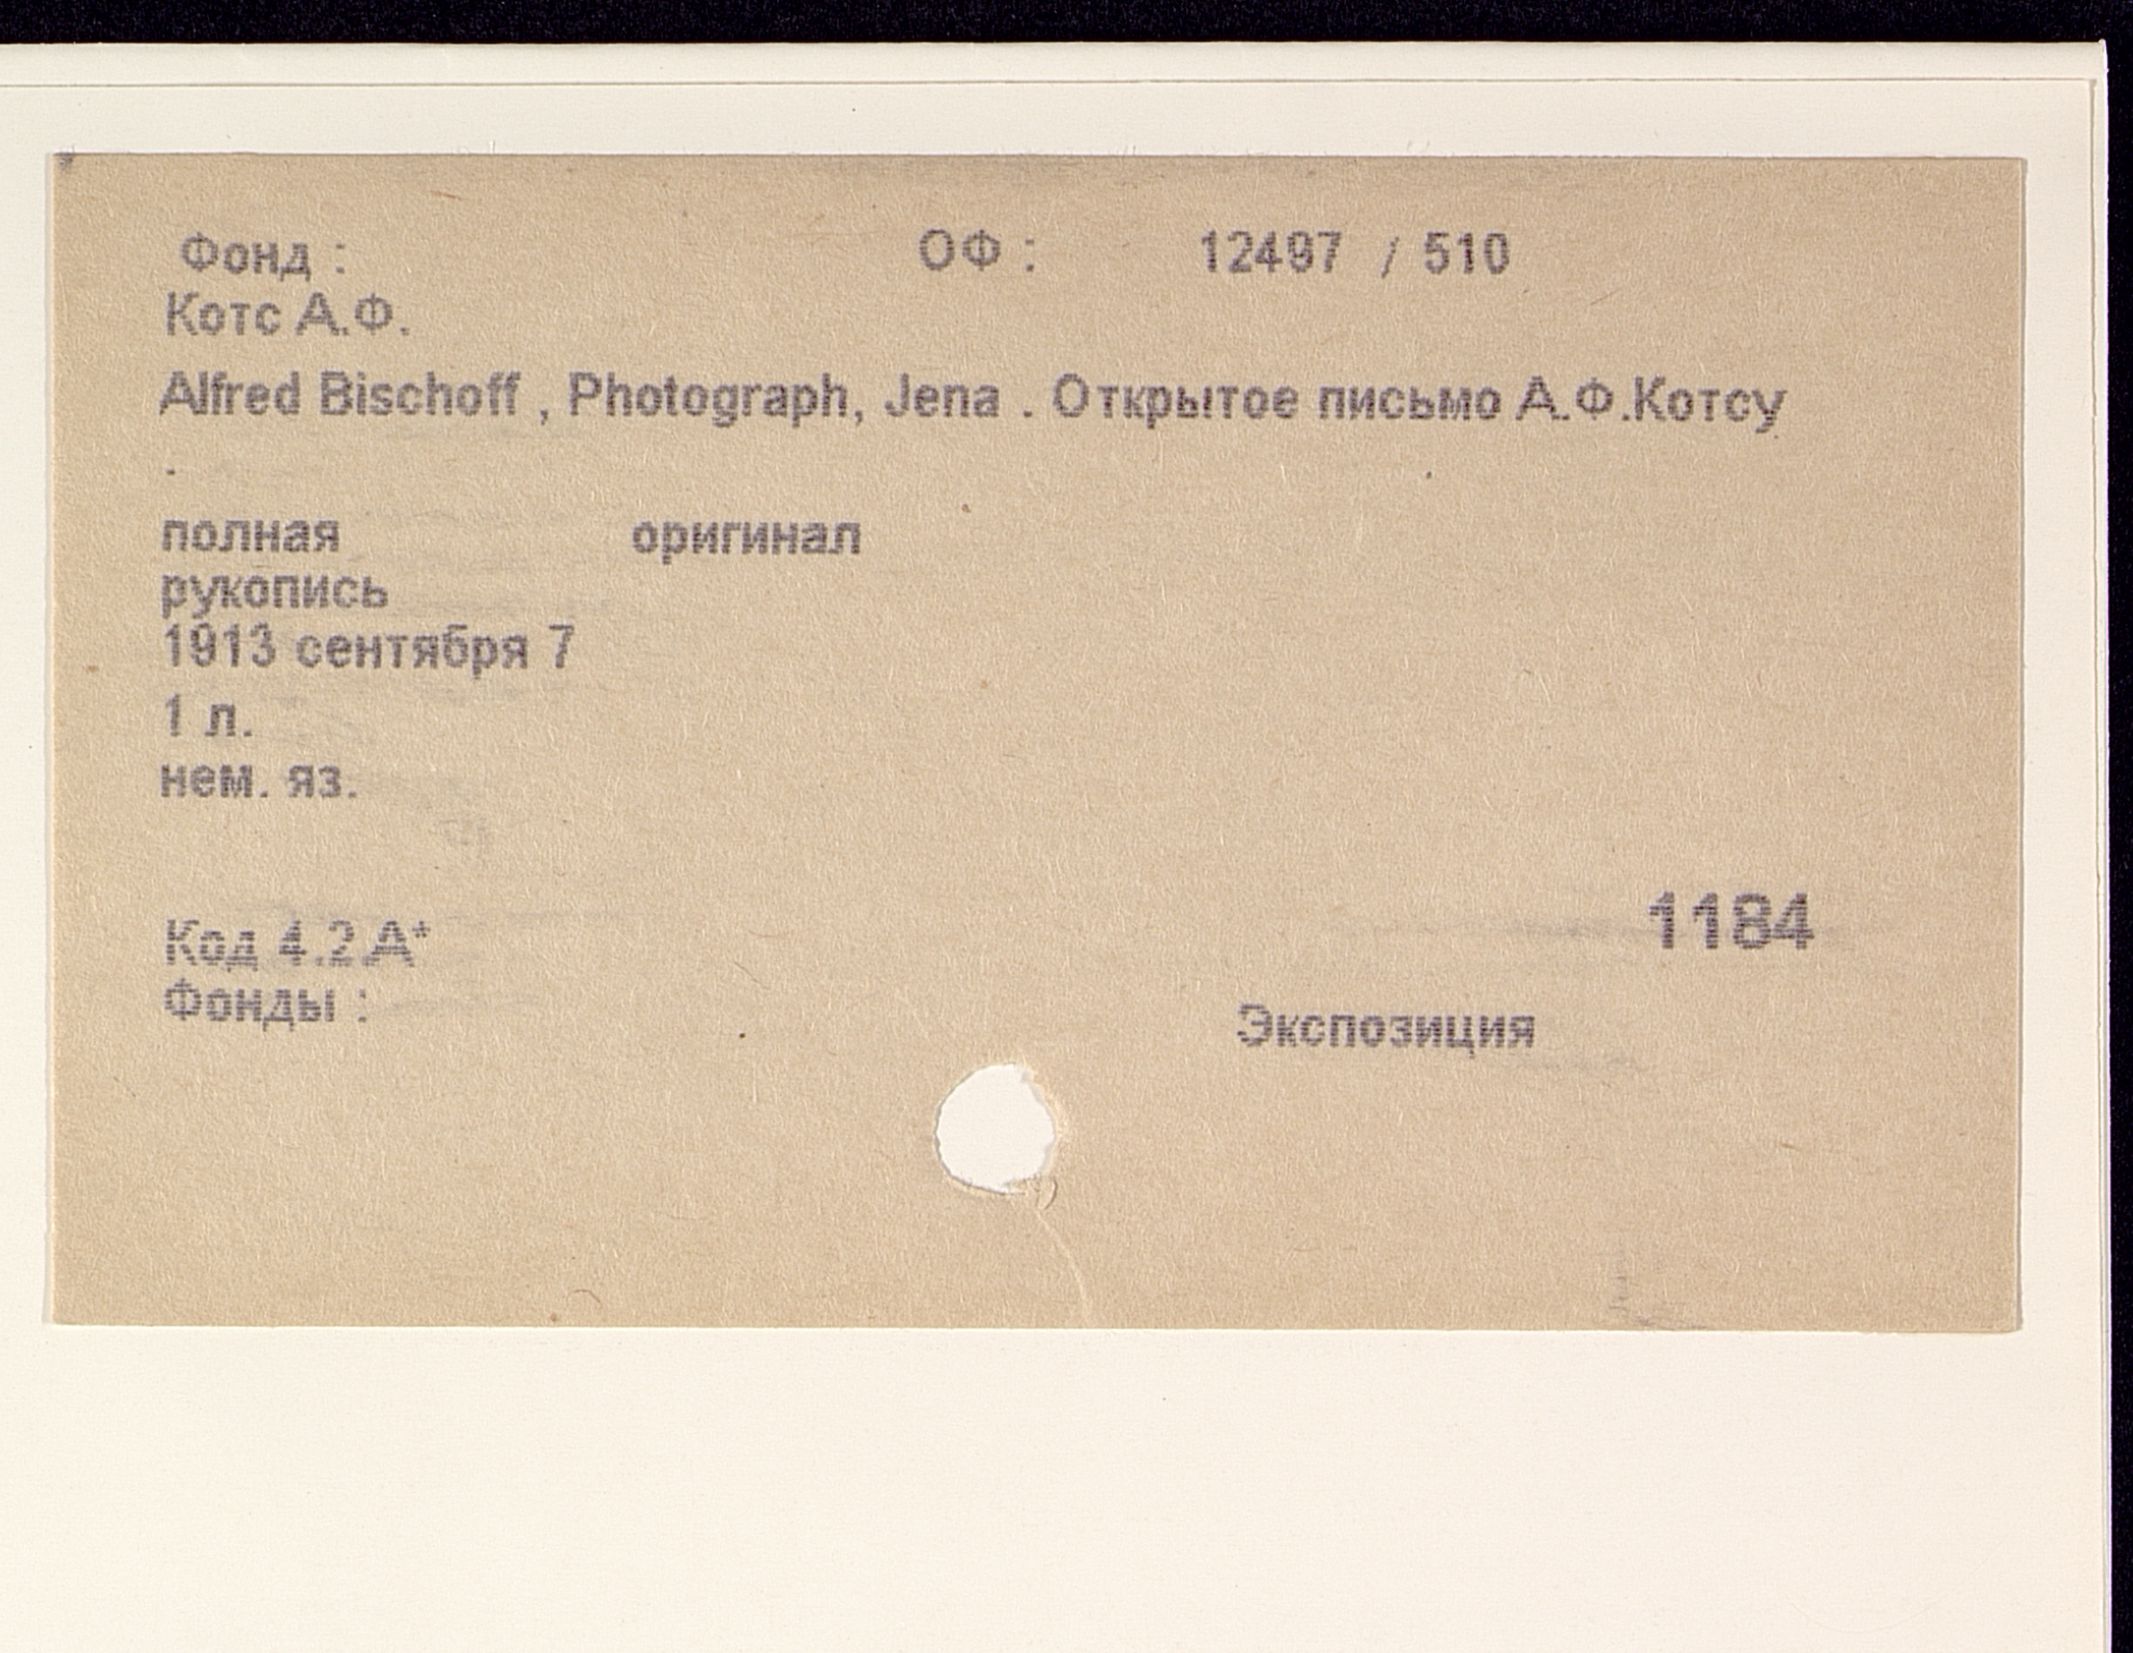 Фонд : ОФ : 12497 / 510
Котс А.Ф.
Alfred Bischoff , Photograph, Jena . Открытое письмо А.Ф.Котсу
.
полная оригинал
рукопись
1913 сентября 7
1 л.
нем. яз.
1184
Код 4.2.А*
Фонды :
Экспозиция